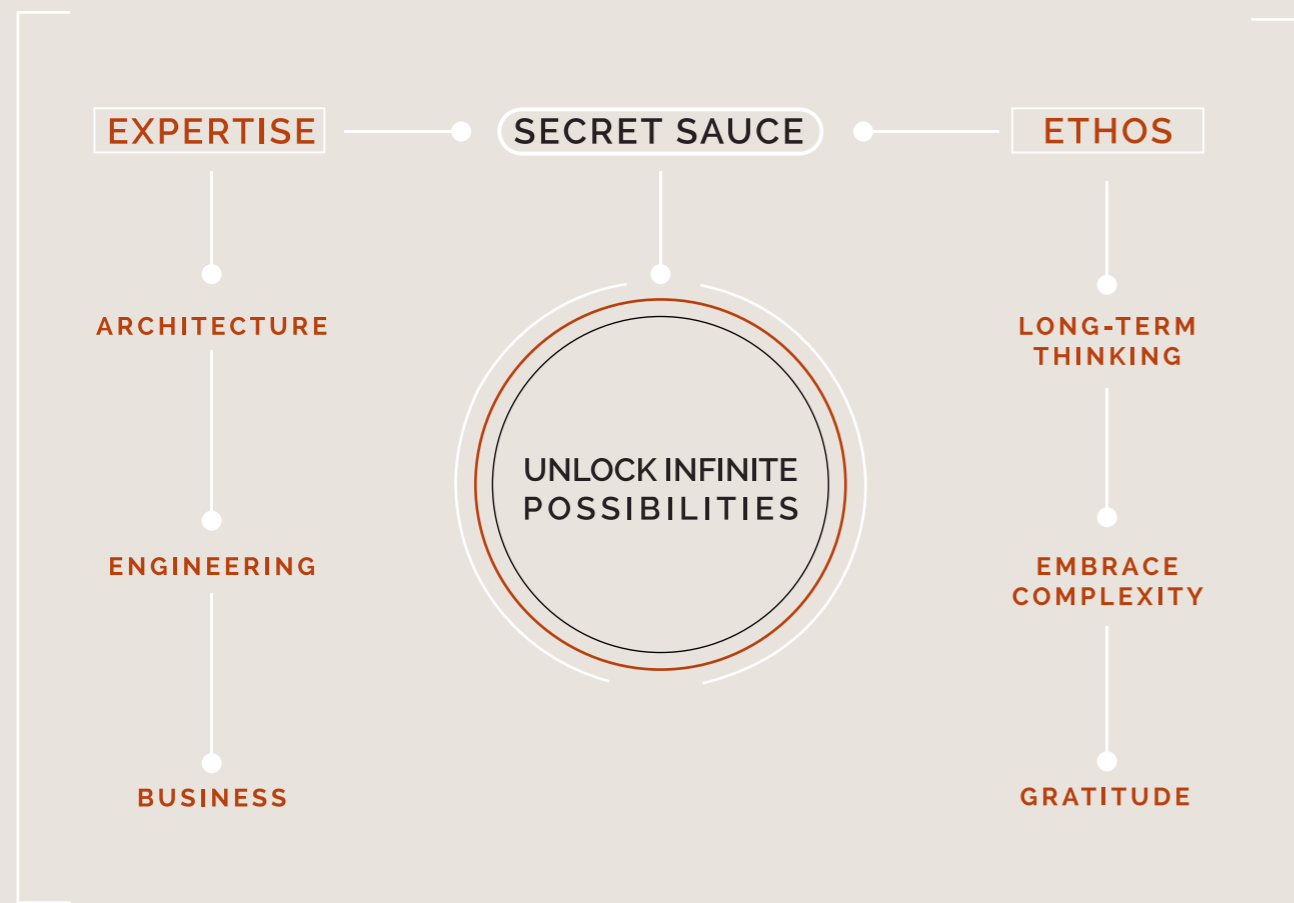 EXPERTISE
SECRET SAUCE
ETHOS
ARCHITECTURE
ENGINEERING
BUSINESS
UNLOCK INFINITE
POSSIBILITIES
LONG-TERM
THINKING
EMBRACE
COMPLEXITY
GRATITUDE